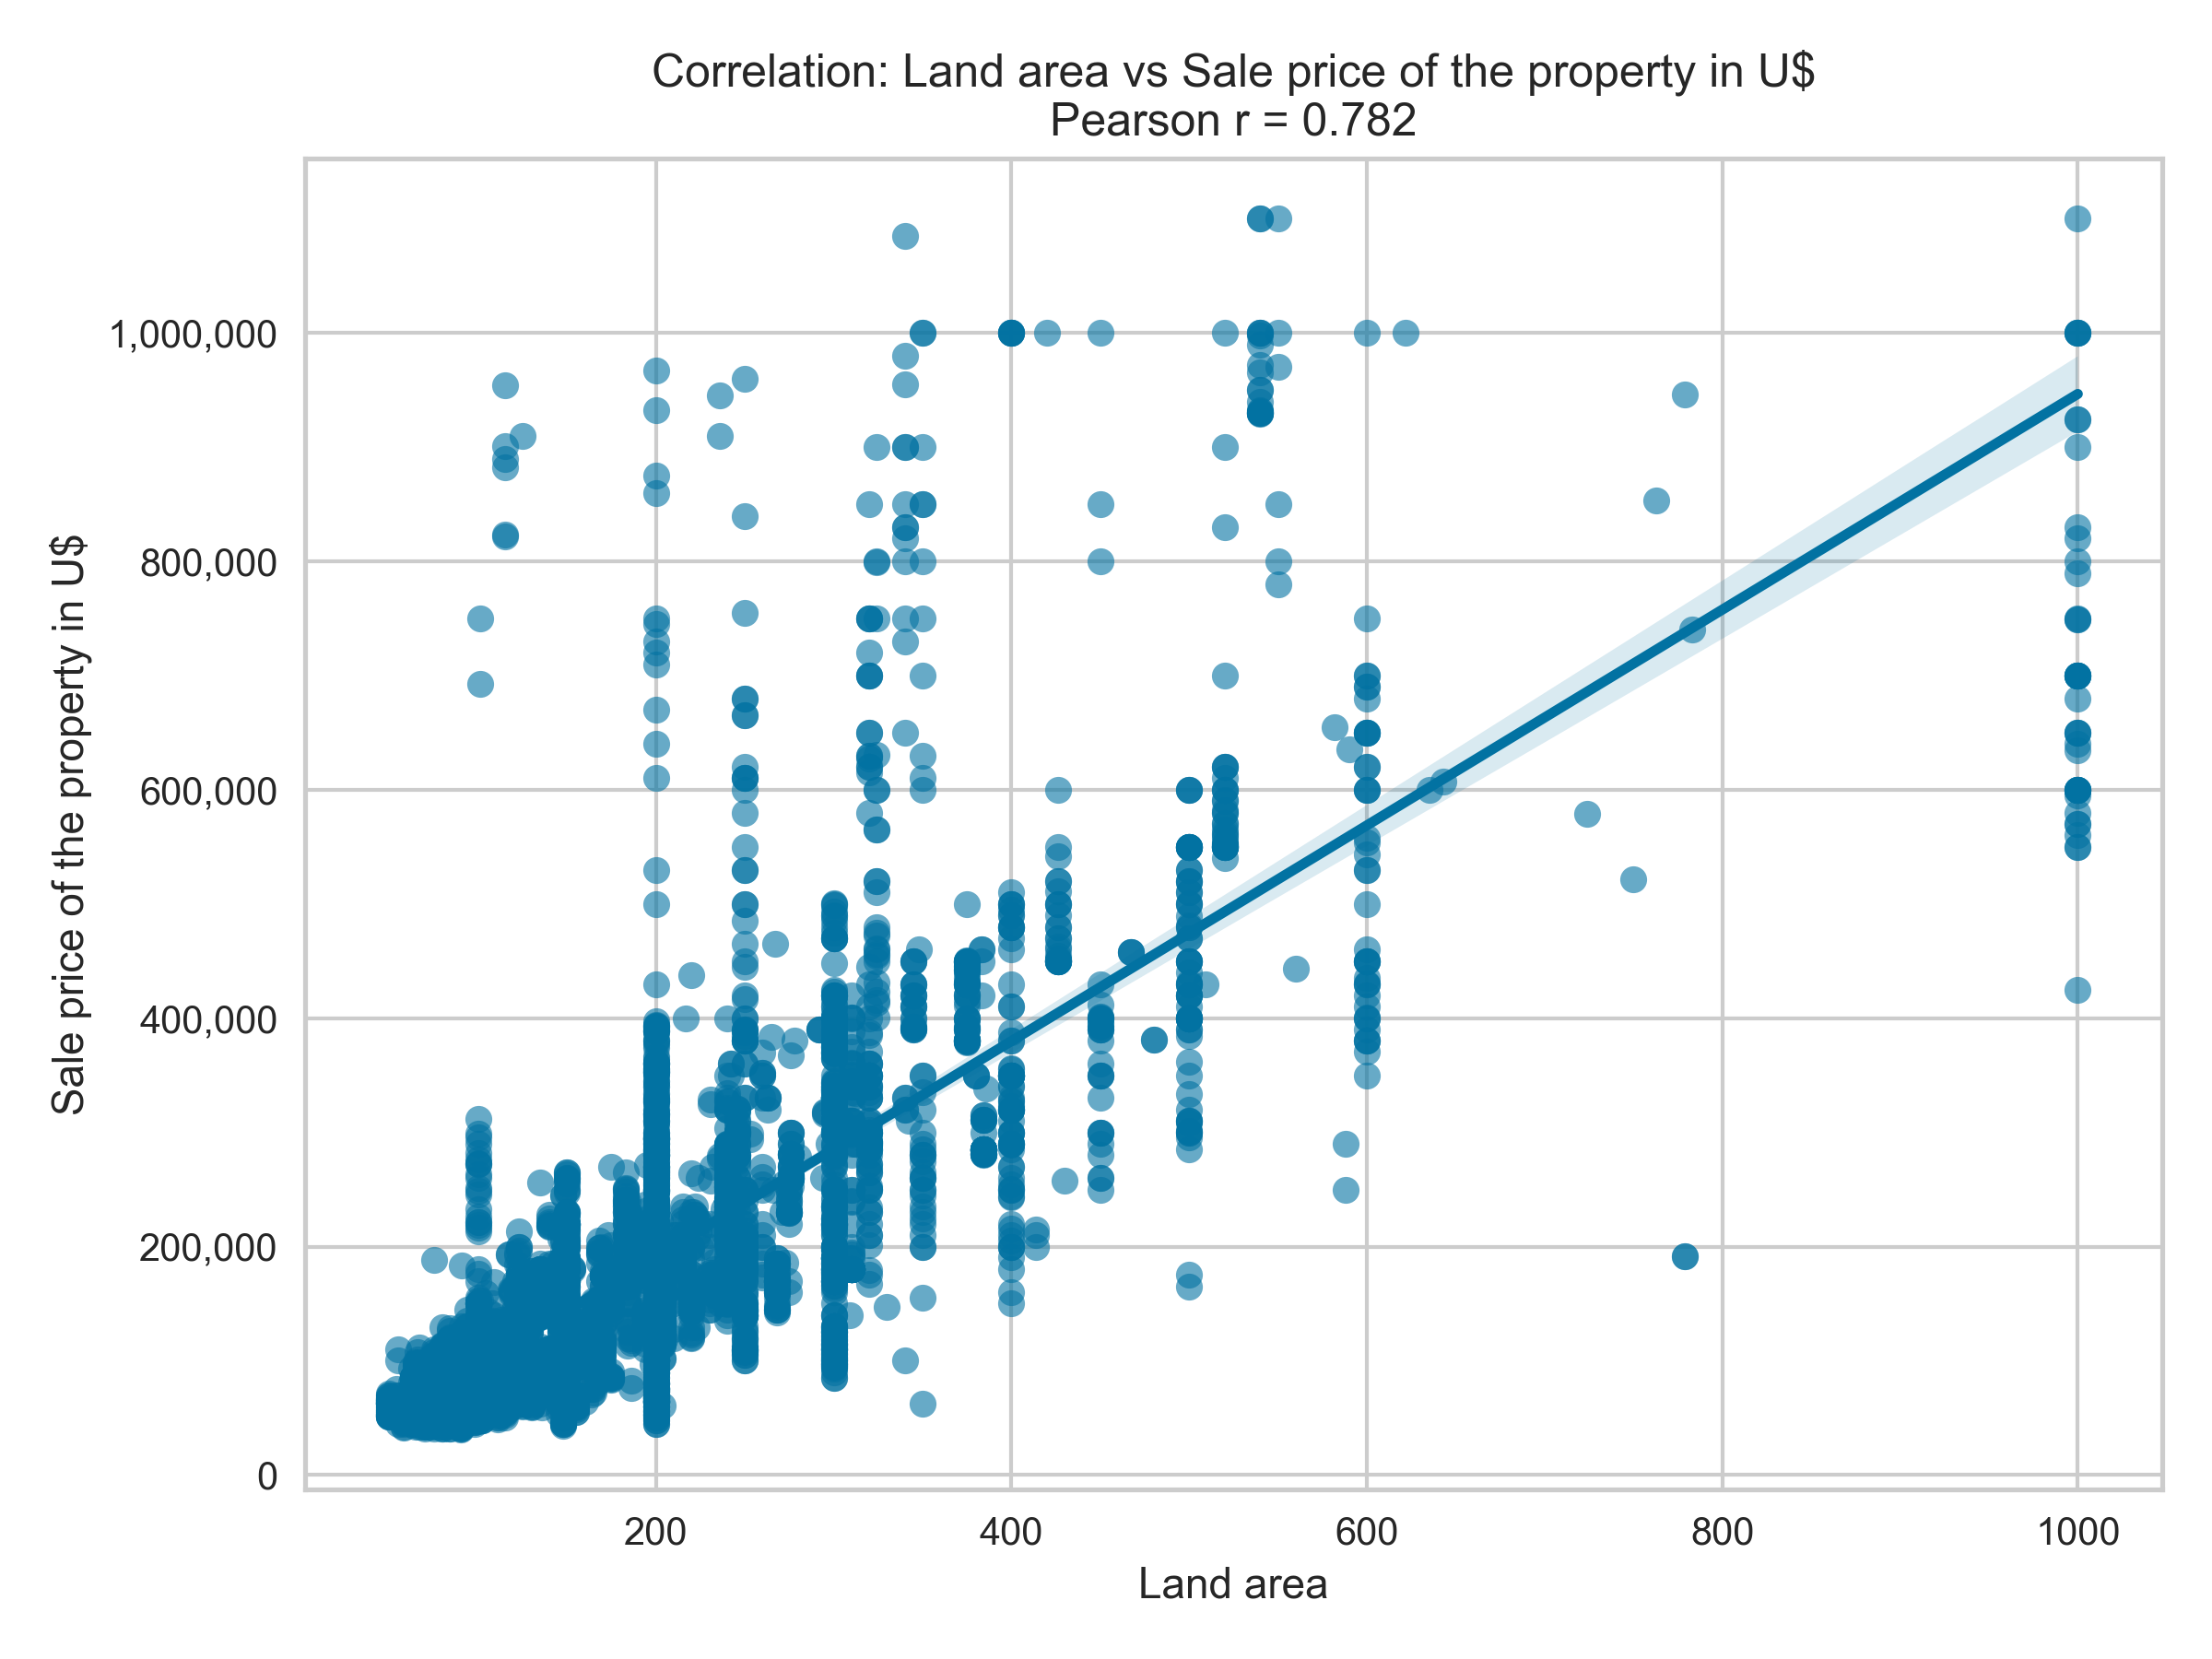 Correlation: Land area vs Sale price of the property in U$
Pearson r = 0.782
Sale price of the property in U$
1,000,000
800,000
600,000
400,000
200,000
0
200
400
600
800
1000
Land area